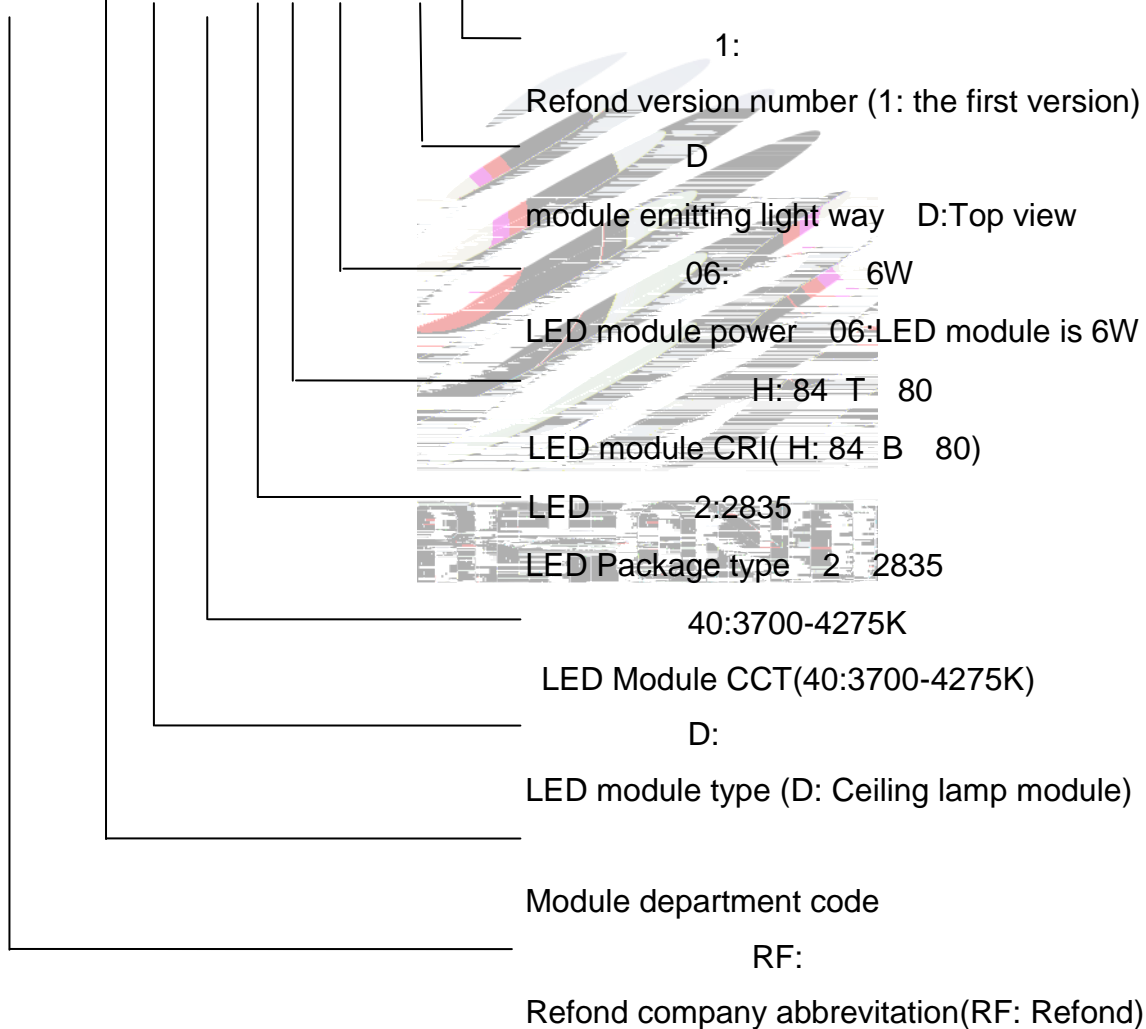 1:
Refond version number (1: the first version)
D
module emitting light way D:Top view
06: 6W
LED module power 06:LED module is 6W
H: 84 T 80
LED module CRI( H: 84 B 80)
LED 2:2835
LED Package type 2 2835
40:3700-4275K
LED Module CCT(40:3700-4275K)
D:
LED module type (D: Ceiling lamp module)
Module department code
RF:
Refond company abbrevitation(RF: Refond)